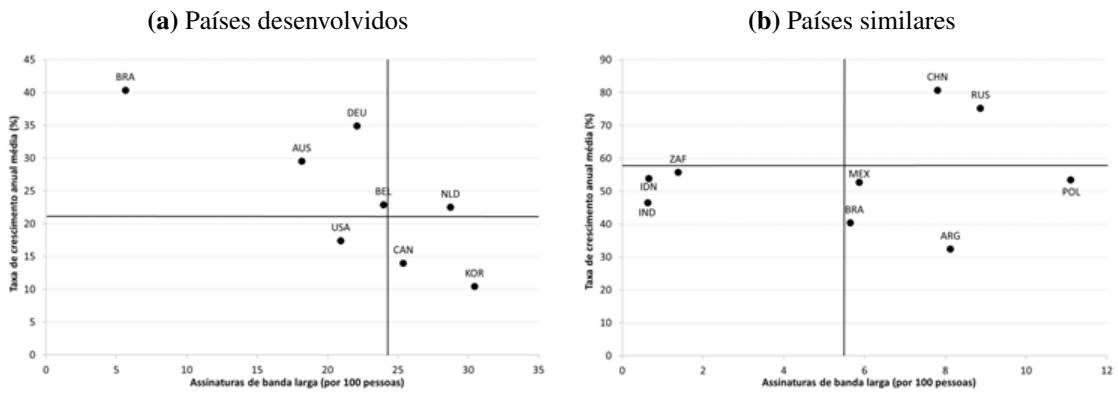 (a) Países desenvolvidos
Taxa de crescimento anual média (%)
45
40
35
30
25
20
15
10
5
0
BRA
DEU
AUS
BEL
NLD
USA
CAN
KOR
0 5 10 15 20 25 30 35
Assinaturas de banda larga (por 100 pessoas)
(b) Países similares
Taxa de crescimento anual média (%)
90
80
70
60
50
40
30
20
10
0
CHN
RUS
ZAF
IDN
MEX
POL
IND
BRA
ARG
0 2 4 6 8 10 12
Assinaturas de banda larga (por 100 pessoas)